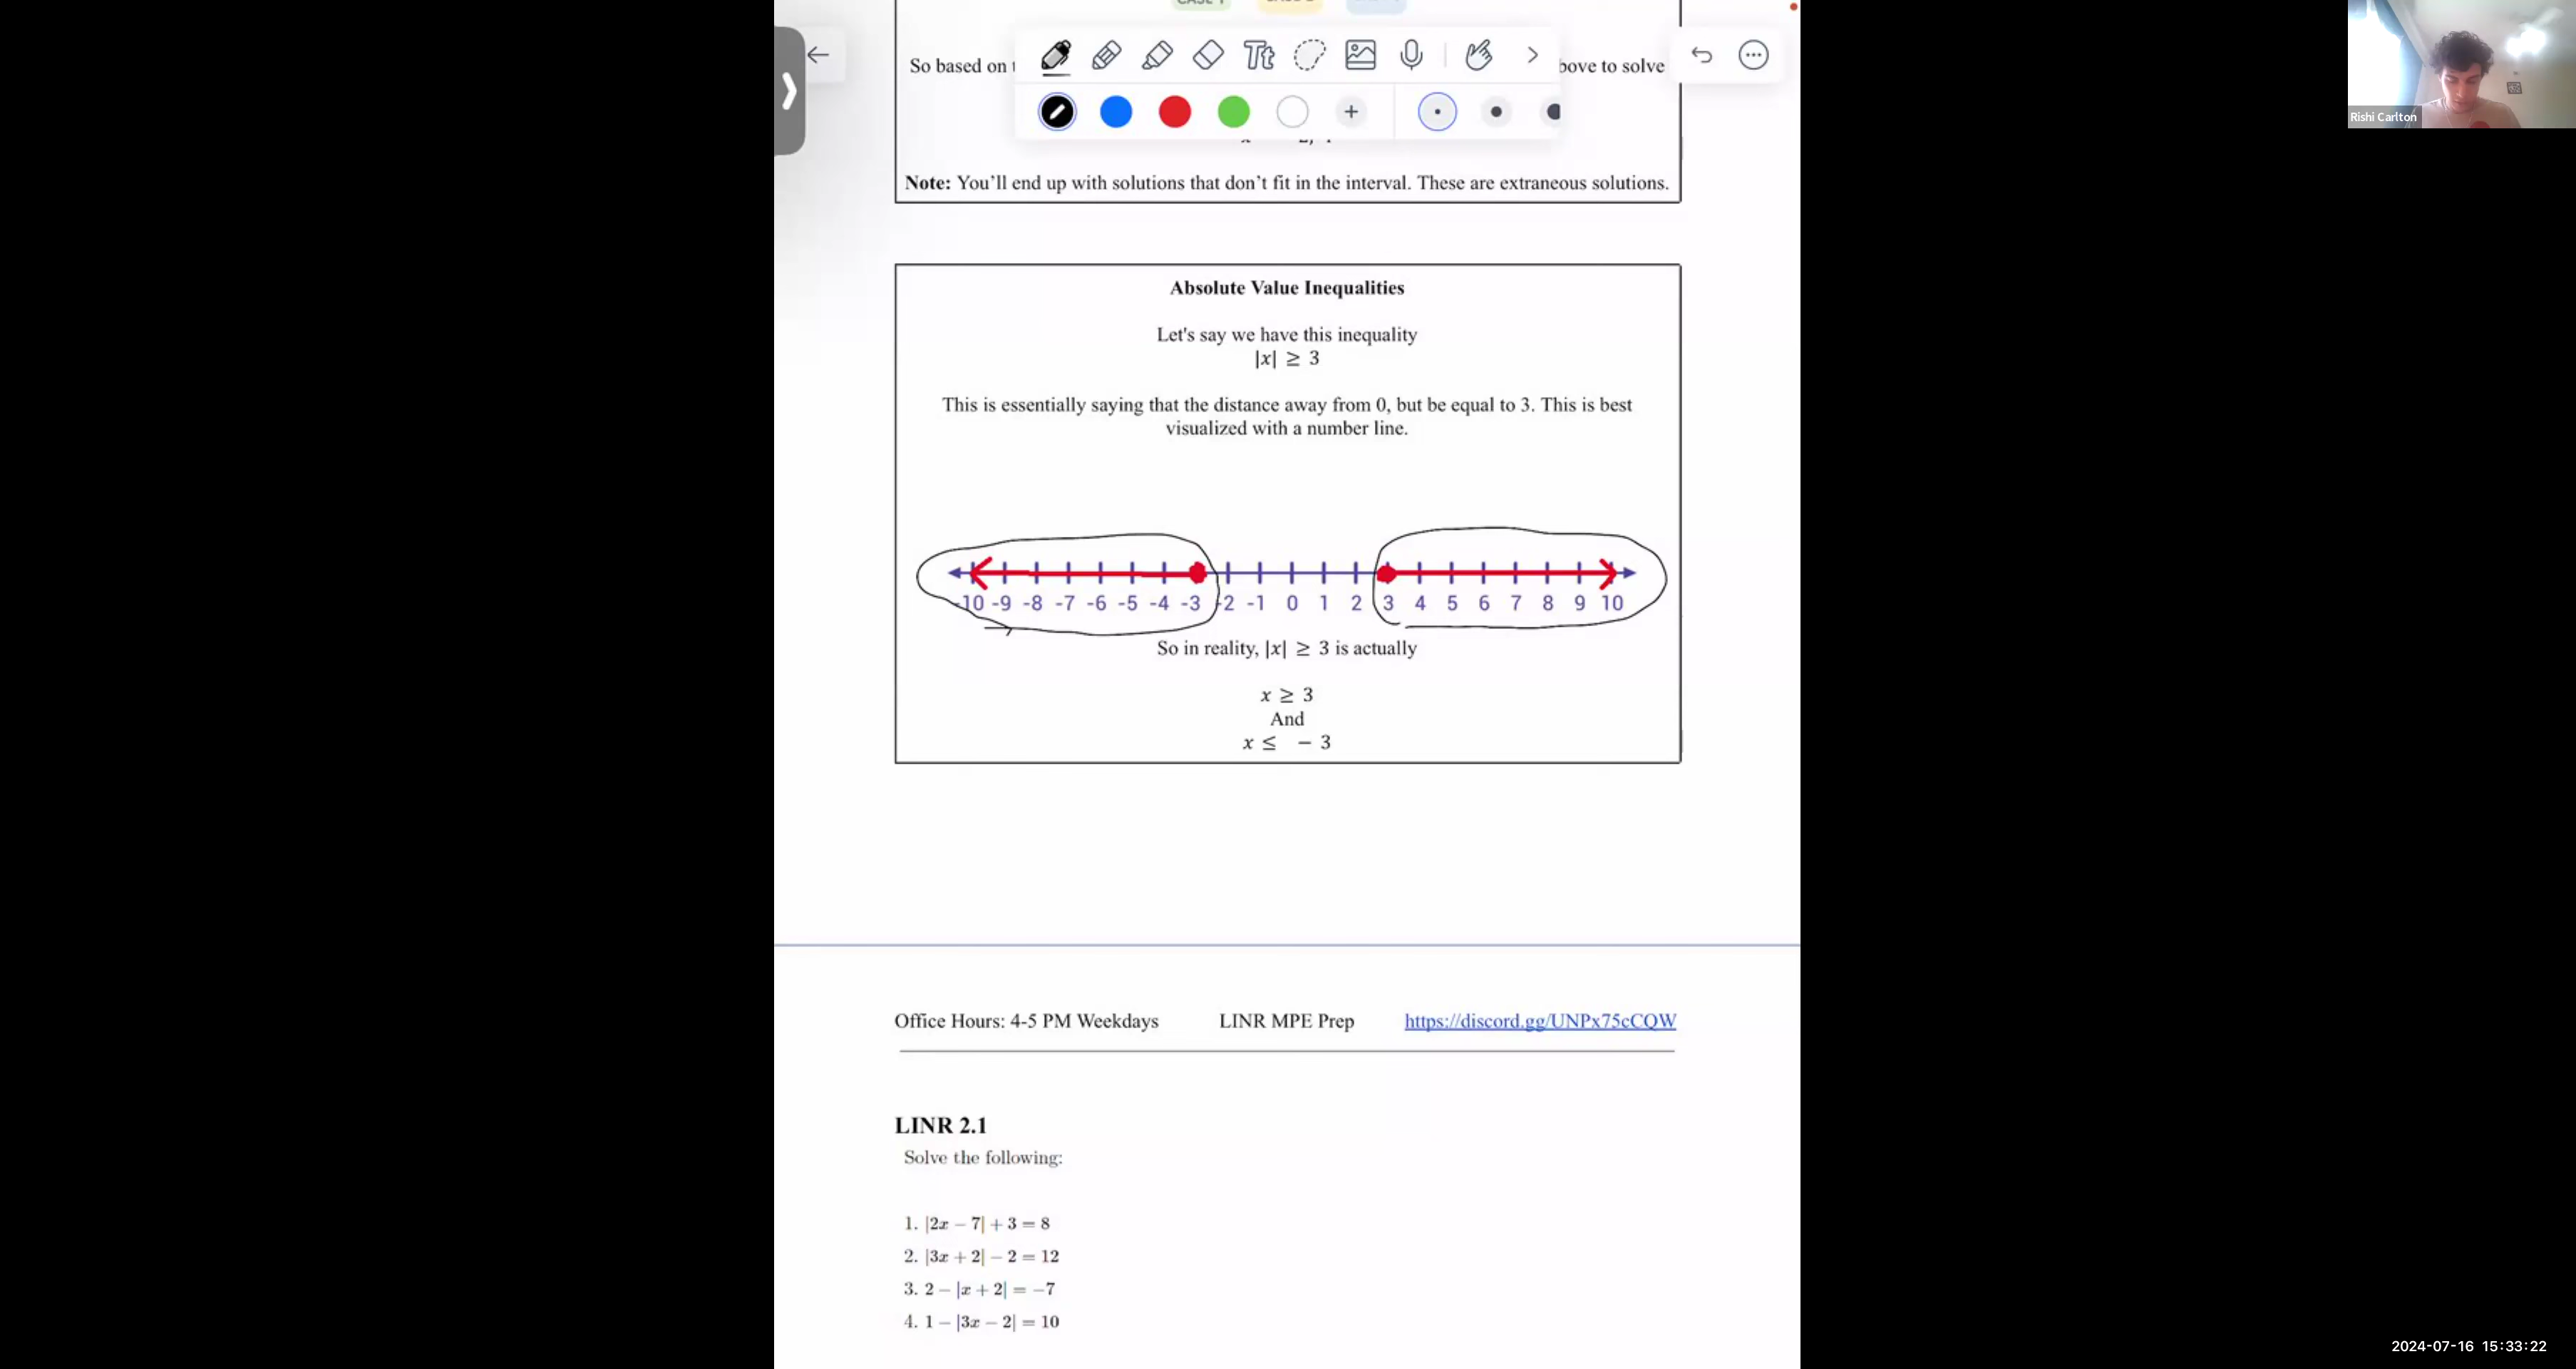 So based on
bove to solve
Note: You'll end up with solutions that don't fit in the interval. These are extraneous solutions.
Rishi Carlton
Absolute Value Inequalities
Let's say we have this inequality
|x| ≥ 3
This is essentially saying that the distance away from 0, but be equal to 3. This is best
visualized with a number line.
-10 -9 -8 -7 -6 -5 -4 -3 -2 -1 0 1 2 3 4 5 6 7 8 9 10
So in reality, |x| ≥ 3 is actually
x ≥ 3
And
x ≤ - 3
Office Hours: 4-5 PM Weekdays LINR MPE Prep https://discord.gg/UNPx75cCQW
LINR 2.1
Solve the following:
1. |2x − 7| + 3 = 8
2. |3x + 2| − 2 = 12
3. 2 − |x + 2| = −7
4. 1 − |3x − 2| = 10
2024-07-16 15:33:22